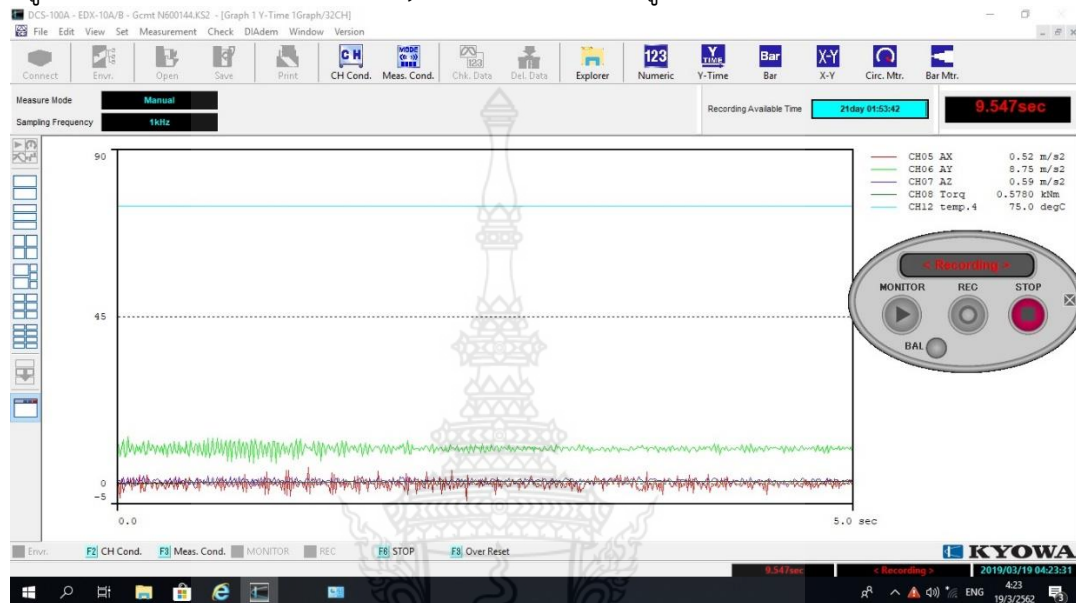 DCS-100A - EDX-10A/B - Gcmt N600144.KS2 - [Graph 1 Y-Time 1Graph/32CH]
File Edit View Set Measurement Check DIAdem Window Version
Connect Envr. Open Save Print CH Cond. Meas. Cond. Chk. Data Del. Data Explorer Numeric Y-Time Bar X-Y Circ. Mtr. Bar Mtr.
Measure Mode Manual
Sampling Frequency 1kHz
Recording Available Time 21day 01:53:42
9.547sec
90
45
0
-5
0.0
5.0 sec
CH05 AX 0.52 m/s2
CH06 AY 8.75 m/s2
CH07 AZ 0.59 m/s2
CH08 Torq 0.5780 kNm
CH12 temp.4 75.0 degC
< Recording >
MONITOR REC STOP
BAL
Envr. F2 CH Cond. F3 Meas. Cond. MONITOR REC F6 STOP F8 Over Reset
KYOWA
9.547sec < Recording > 2019/03/19 04:23:31
ENG
4:23
19/3/2562